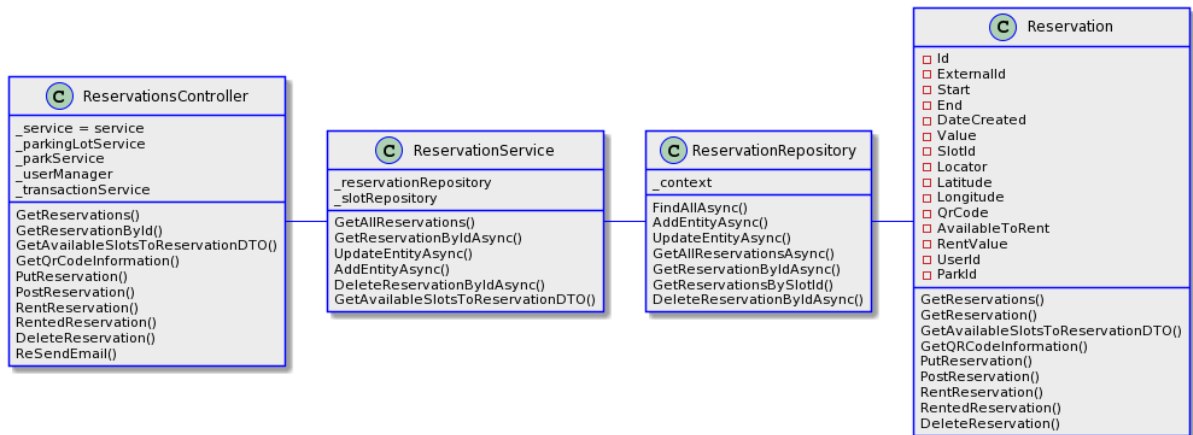 C ReservationsController
_service = service
_parkingLotService
_parkService
_userManager
_transactionService
GetReservations()
GetReservationById()
GetAvailableSlotsToReservationDTO()
GetQrCodeInformation()
PutReservation()
PostReservation()
RentReservation()
RentedReservation()
DeleteReservation()
ReSendEmail()
C ReservationService
_reservationRepository
_slotRepository
GetAllReservations()
GetReservationByIdAsync()
UpdateEntityAsync()
AddEntityAsync()
DeleteReservationByIdAsync()
GetAvailableSlotsToReservationDTO()
C ReservationRepository
_context
FindAllAsync()
AddEntityAsync()
UpdateEntityAsync()
GetAllReservationsAsync()
GetReservationByIdAsync()
GetReservationsBySlotId()
DeleteReservationByIdAsync()
C Reservation
Id
ExternalId
Start
End
DateCreated
Value
SlotId
Locator
Latitude
Longitude
QrCode
AvailableToRent
RentValue
UserId
ParkId
GetReservations()
GetReservation()
GetAvailableSlotsToReservationDTO()
GetQRCodeInformation()
PutReservation()
PostReservation()
RentReservation()
RentedReservation()
DeleteReservation()